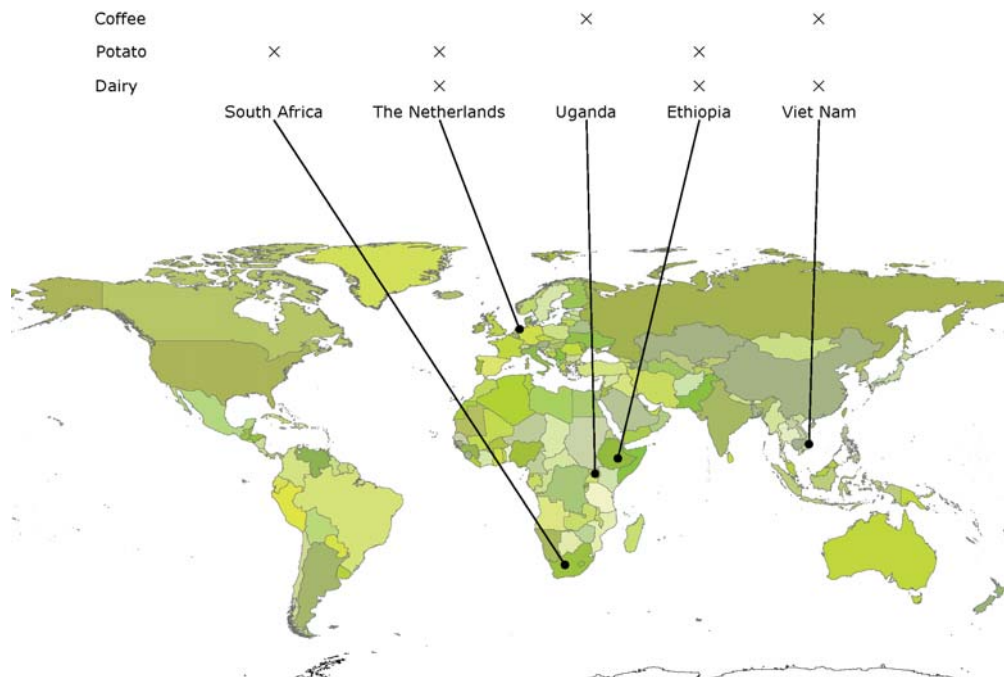 Coffee × ×
Potato × × ×
Dairy × × ×
South Africa The Netherlands Uganda Ethiopia Viet Nam